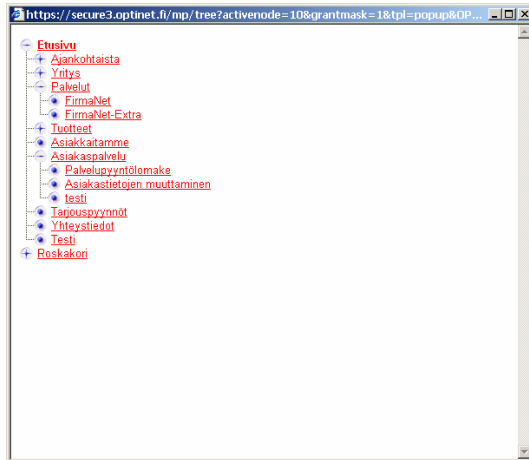 https://secure3.optinet.fi/mp/tree?activenode=10&grantmask=1&tpl=popup&OP...
Etusivu
Ajankohtaista
Yritys
Palvelut
FirmaNet
FirmaNet-Extra
Tuotteet
Asiakkaitamme
Asiakaspalvelu
Palvelupyyntölomake
Asiakastietojen muuttaminen
testi
Tarjouspyynnöt
Yhteystiedot
Testi
Roskakori